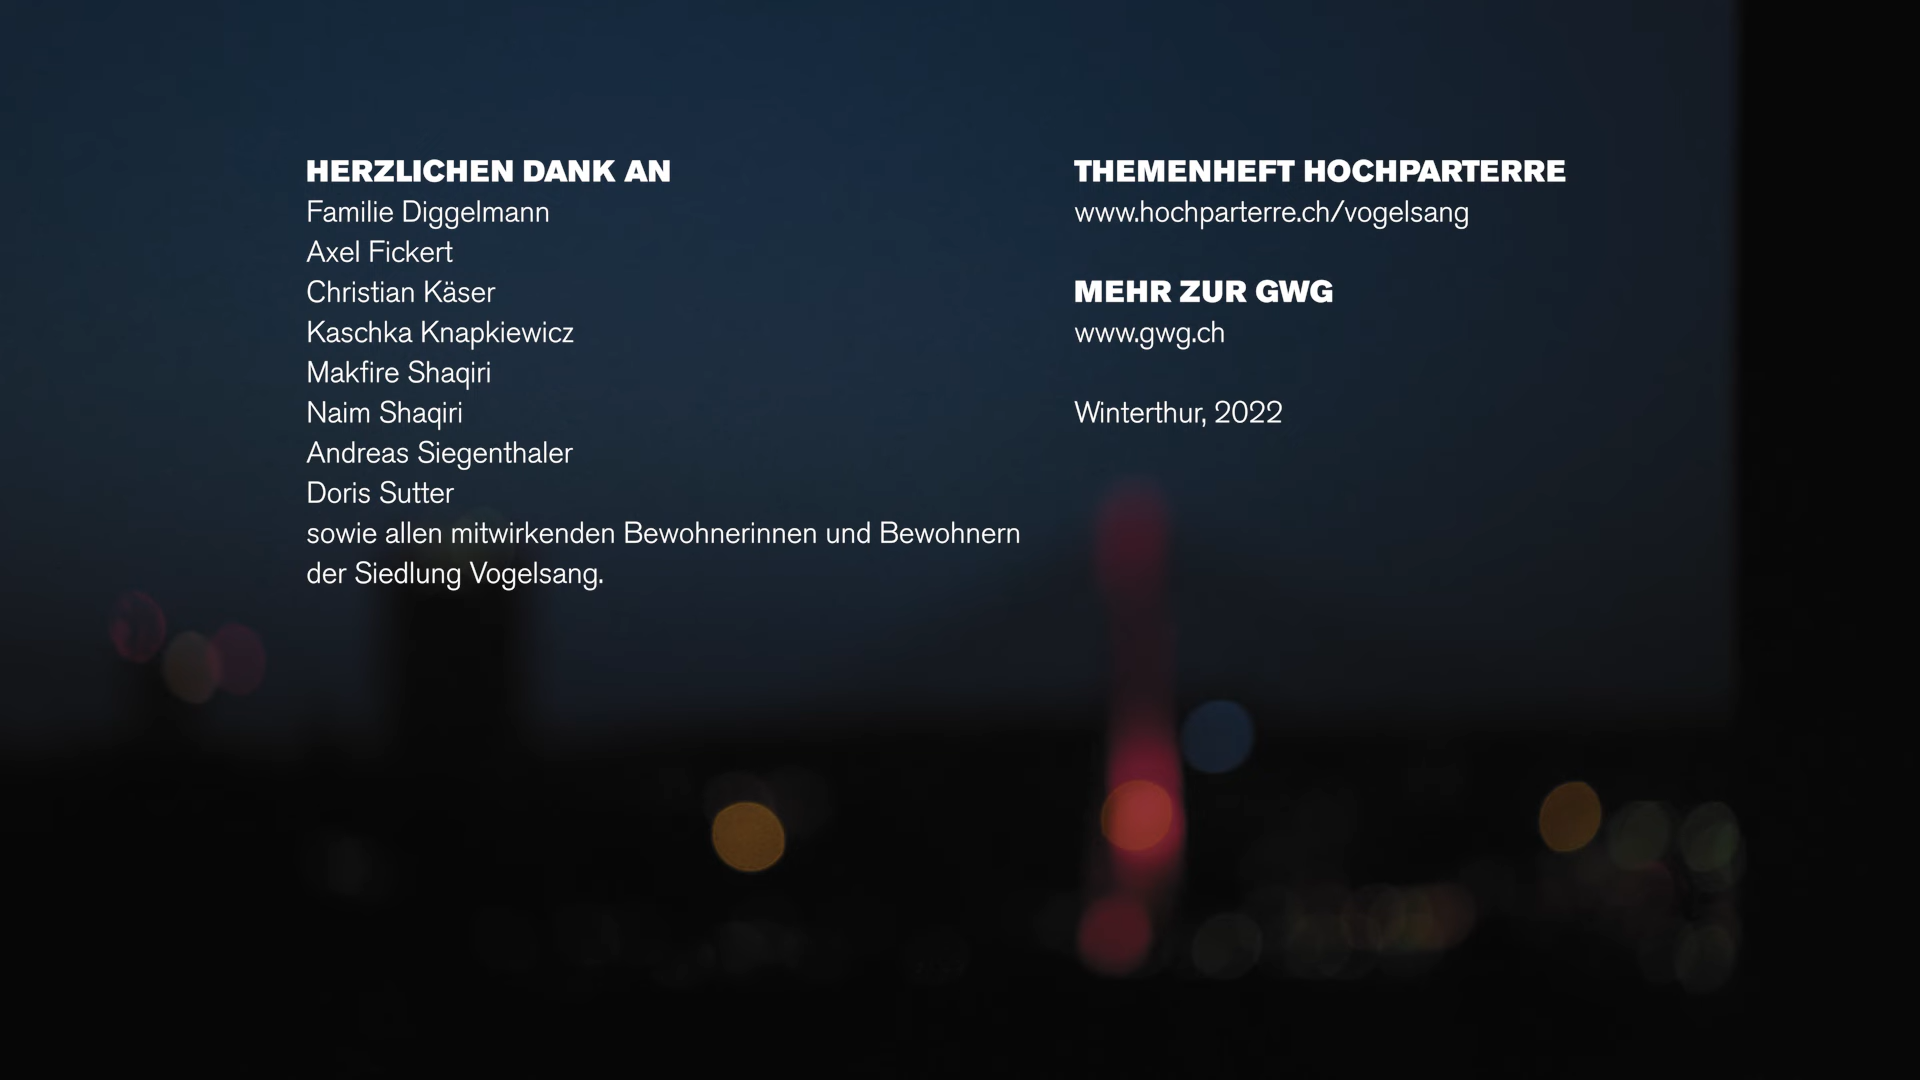 HERZLICHEN DANK AN
Familie Diggelmann
Axel Fickert
Christian Käser
Kaschka Knapkiewicz
Makfire Shaqiri
Naim Shaqiri
Andreas Siegenthaler
Doris Sutter
sowie allen mitwirkenden Bewohnerinnen und Bewohnern
der Siedlung Vogelsang.
THEMENHEFT HOCHPARTERRE
www.hochparterre.ch/vogelsang
MEHR ZUR GWG
www.gwg.ch
Winterthur, 2022